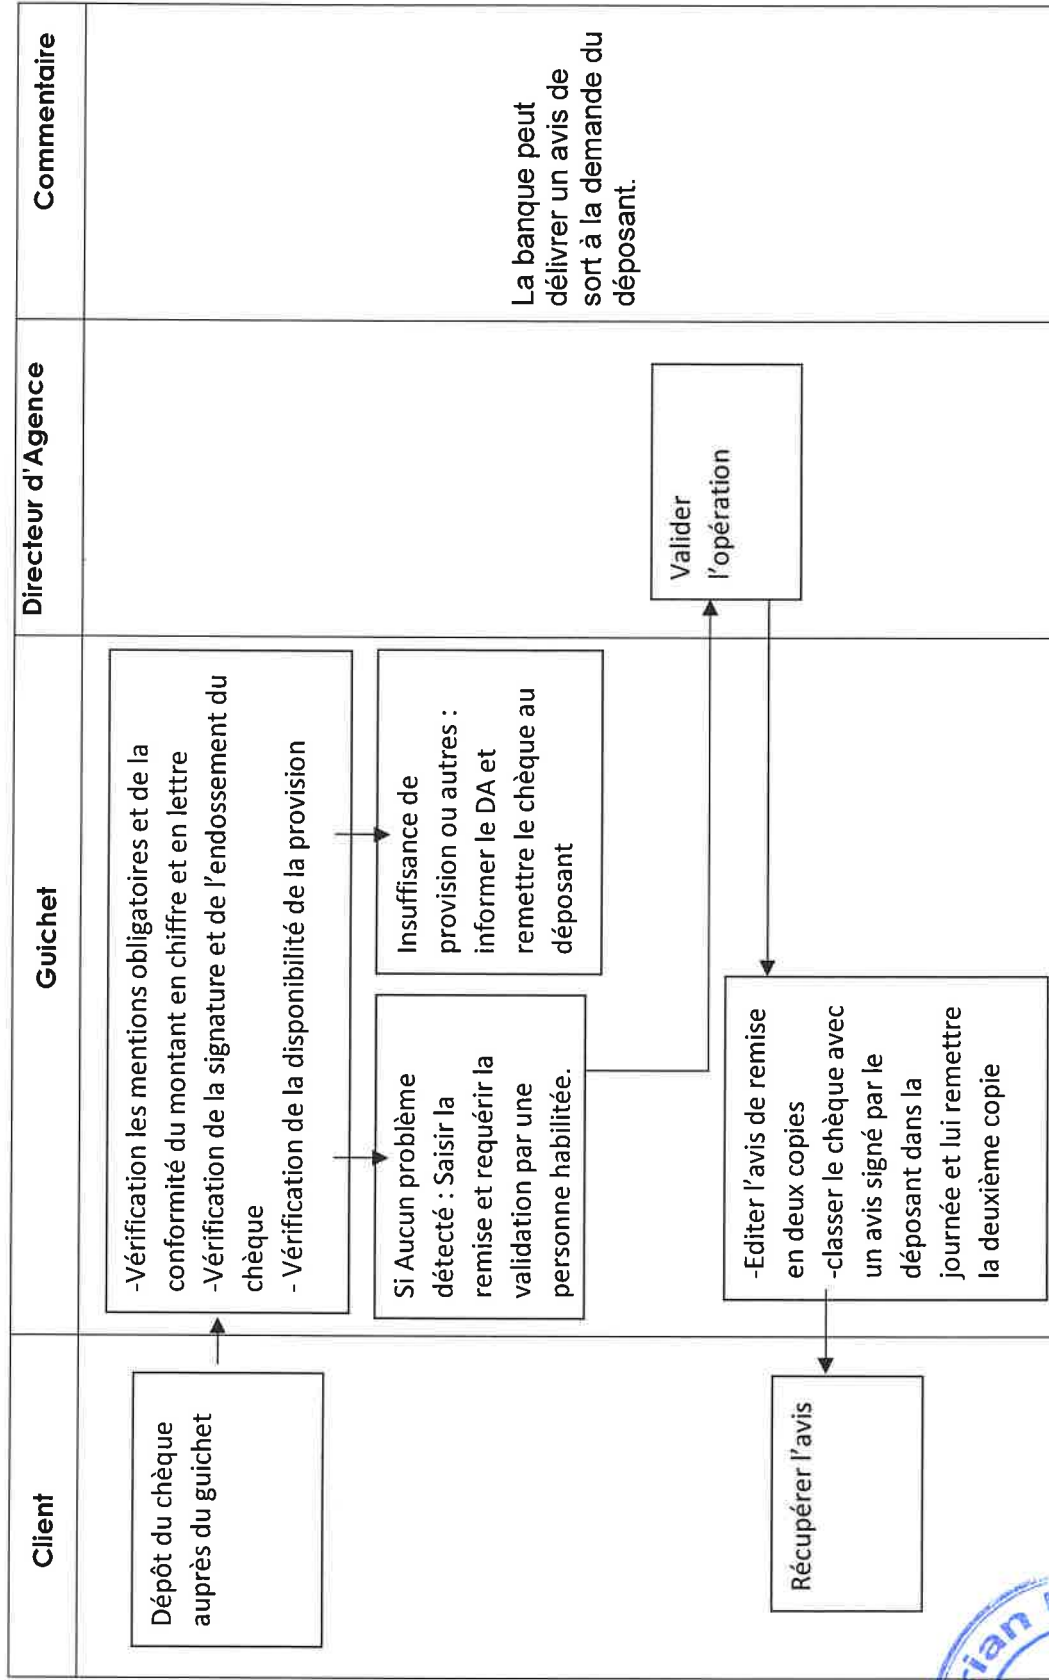 Client
Guichet
Directeur d'Agence
Commentaire
Dépôt du chèque
auprès du guichet
-Vérification les mentions obligatoires et de la
conformité du montant en chiffre et en lettre
-Vérification de la signature et de l'endossement du
chèque
- Vérification de la disponibilité de la provision
Si Aucun problème
détecté : Saisir la
remise et requérir la
validation par une
personne habilitée.
Insuffisance de
provision ou autres :
informer le DA et
remettre le chèque au
déposant
La banque peut
délivrer un avis de
sort à la demande du
déposant.
Valider
l'opération
-Editer l'avis de remise
en deux copies
-classer le chèque avec
un avis signé par le
déposant dans la
journée et lui remettre
la deuxième copie
Récupérer l'avis